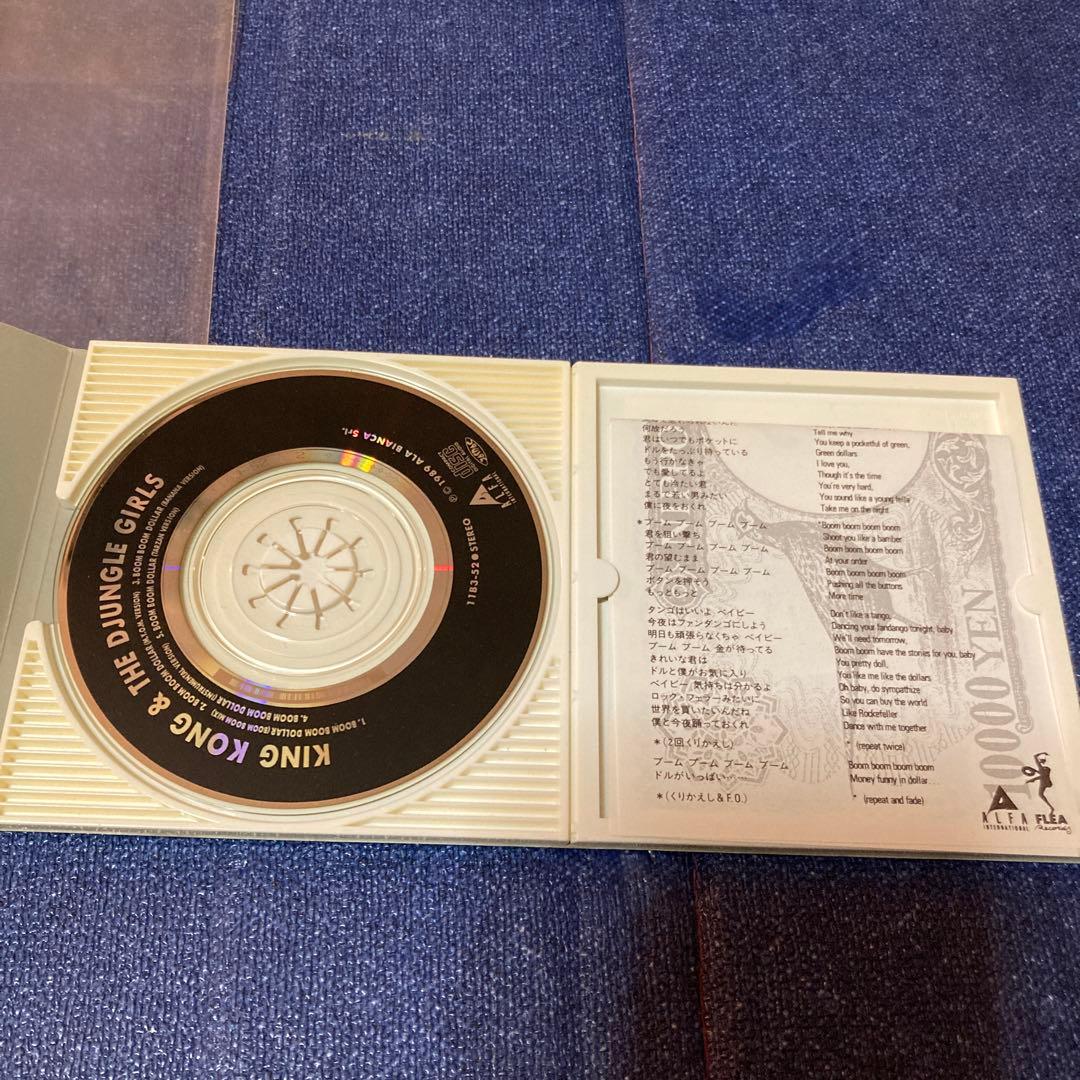 KING KONG & THE DJUNGLE GIRLS
1. BOOM BOOM DOLLAR (BOOM BOOM MIX) 2. BOOM BOOM DOLLAR (N.Y.O.M. VERSION) 3. BOOM BOOM DOLLAR (BANANA VERSION)
4. BOOM BOOM DOLLAR (INSTRUMENTAL VERSION) 5. BOOM BOOM DOLLAR (TARZAN VERSION)
1183-52 ● STEREO
ALFA
INTERNATIONAL
COMPACT
disc
DIGITAL AUDIO
Ⓟ© 1989 ALA BIANCA Srl.
何故だろう
君はいつでもポケットに
ドルをたっぷり持っている
もう行かなきゃ
でも愛してるよ
とても冷たい君
まるで若い男みたい
僕に夜をおくれ
*ブーム ブーム ブーム ブーム
君を狙い撃ち
ブーム ブーム ブーム ブーム
君の望むまま
ブーム ブーム ブーム ブーム
ボタンを押そう
もっともっと
タンゴはいいよ ベイビー
今夜はファンダンゴにしよう
明日も頑張らなくちゃ ベイビー
ブーム ブーム 金が待ってる
きれいな君は
ドルと僕がお気に入り
ベイビー 気持ちは分かるよ
ロック・フェラーみたいに
世界を買いたいんだね
僕と今夜踊っておくれ
*(2回くりかえし)
ブーム ブーム ブーム ブーム
ドルがいっぱい……
*(くりかえし&F.O.)
Tell me why
You keep a pocketful of green,
Green dollars
I love you,
Though it's the time
You're very hard,
You sound like a young fella
Take me on the night
*Boom boom boom boom
Shoot you like a bamber
Boom boom boom boom
At your order
Boom boom boom boom
Pushing all the buttons
More time
Don't like a tango,
Dancing your fandango tonight, baby
We'll need tomorrow,
Boom boom have the stories for you, baby
You pretty doll,
You like me like the dollars
Oh baby, do sympathize
So you can buy the world
Like Rockefeller
Dance with me together
* (repeat twice)
Boom boom boom boom
Money funny in dollar...
* (repeat and fade)
100000 YEN
ALFA
INTERNATIONAL
FLEA
Records